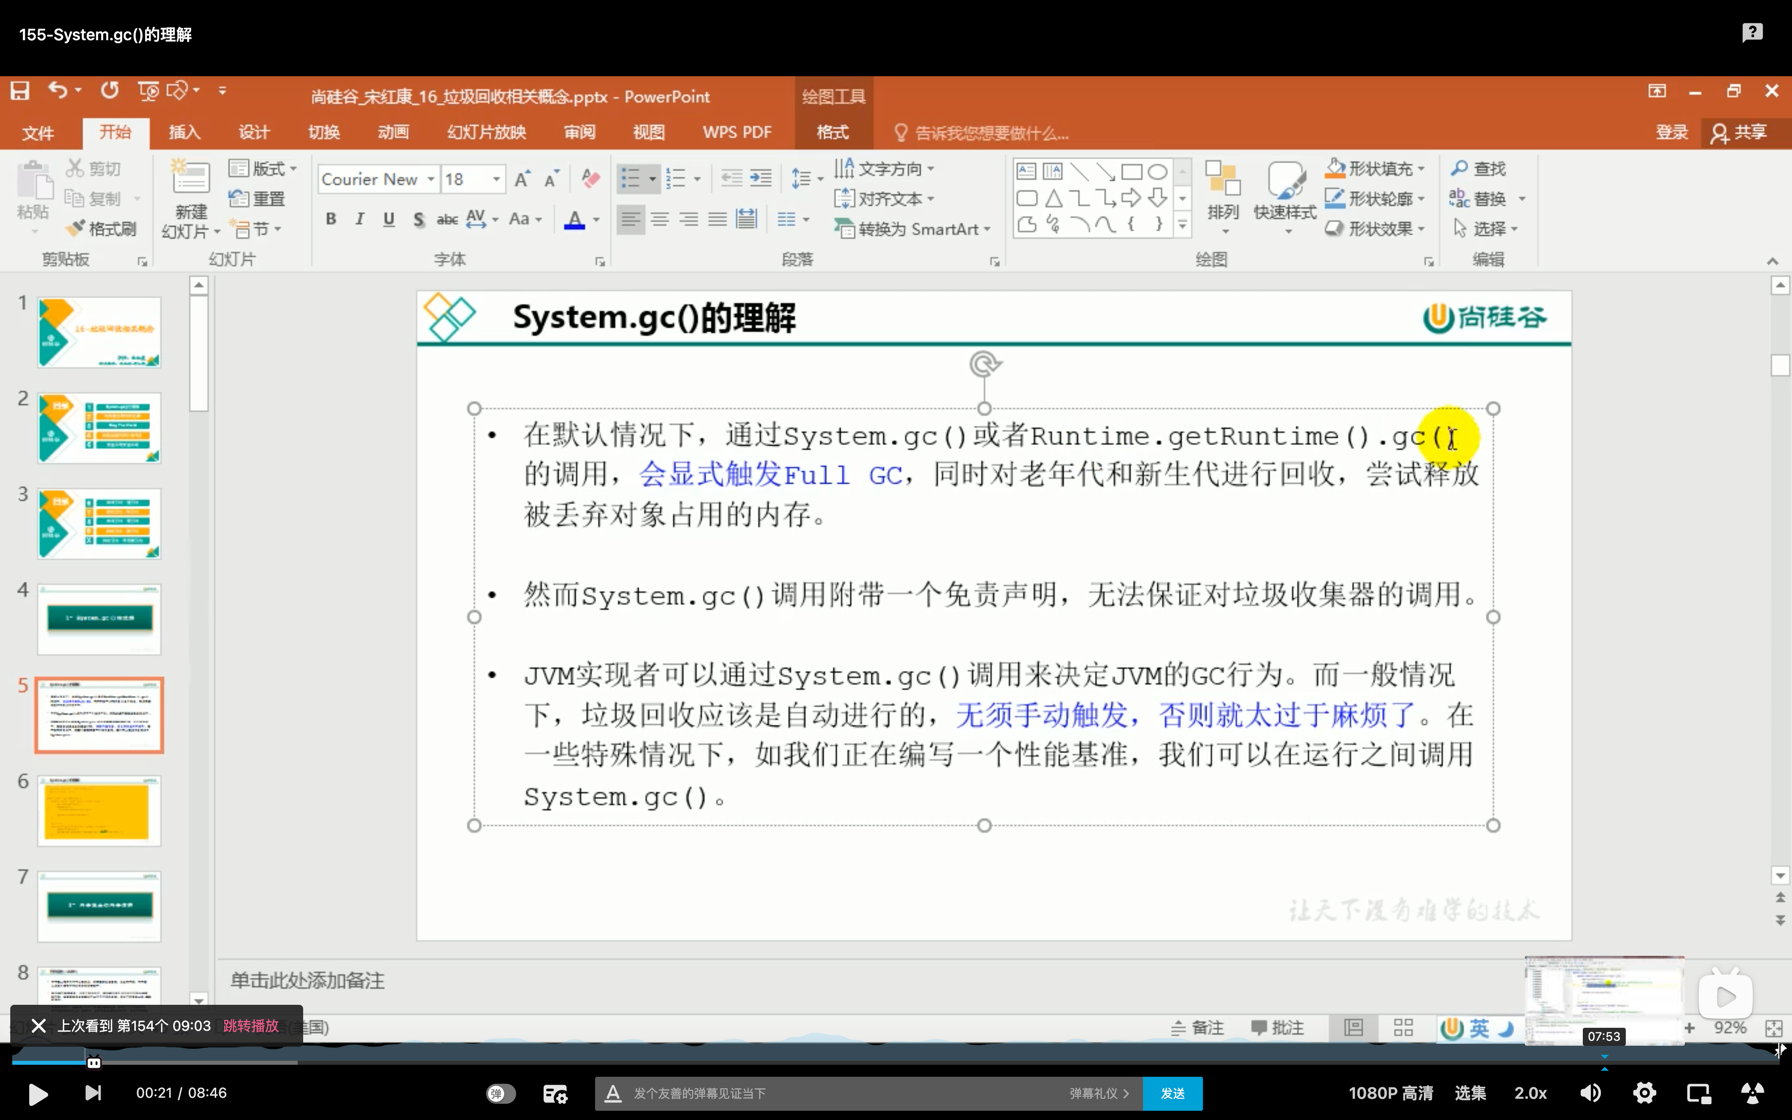 155-System.gc()的理解
尚硅谷_宋红康_16_垃圾回收相关概念.pptx - PowerPoint
绘图工具
文件 开始 插入 设计 切换 动画 幻灯片放映 审阅 视图 WPS PDF 格式 告诉我您想要做什么... 登录 共享
粘贴 剪切 复制 格式刷
剪贴板
新建 幻灯片 版式 重置 节
幻灯片
Courier New 18
B I U S abc AV Aa A
字体
文字方向
对齐文本
转换为 SmartArt
段落
排列 快速样式 形状填充 形状轮廓 形状效果
绘图
查找
替换
选择
编辑
1
16-垃圾回收相关概念
2
3
4
5
6
7
8
System.gc()的理解
尚硅谷
• 在默认情况下，通过System.gc()或者Runtime.getRuntime().gc()
的调用，会显式触发Full GC，同时对老年代和新生代进行回收，尝试释放
被丢弃对象占用的内存。
• 然而System.gc()调用附带一个免责声明，无法保证对垃圾收集器的调用。
• JVM实现者可以通过System.gc()调用来决定JVM的GC行为。而一般情况
下，垃圾回收应该是自动进行的，无须手动触发，否则就太过于麻烦了。在
一些特殊情况下，如我们正在编写一个性能基准，我们可以在运行之间调用
System.gc()。
让天下没有难学的技术
单击此处添加备注
上次看到 第154个 09:03 跳转播放
美国)
备注 批注 英 92%
07:53
00:21 / 08:46
弹
发个友善的弹幕见证当下
弹幕礼仪
发送
1080P 高清 选集 2.0x